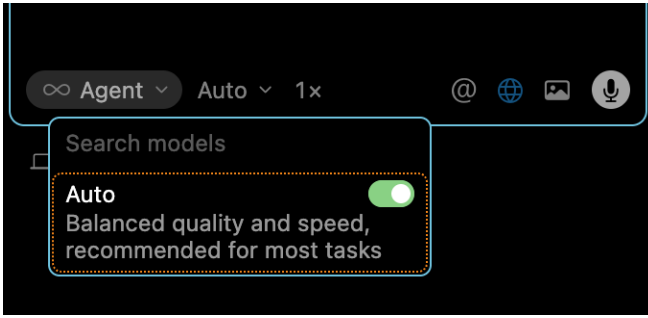 Agent
Auto
1×
@
Search models
Auto
Balanced quality and speed,
recommended for most tasks